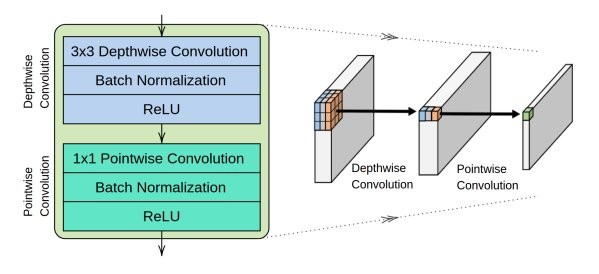 Depthwise
Convolution
3x3 Depthwise Convolution
Batch Normalization
ReLU
Pointwise
Convolution
1x1 Pointwise Convolution
Batch Normalization
ReLU
Depthwise
Convolution
Pointwise
Convolution